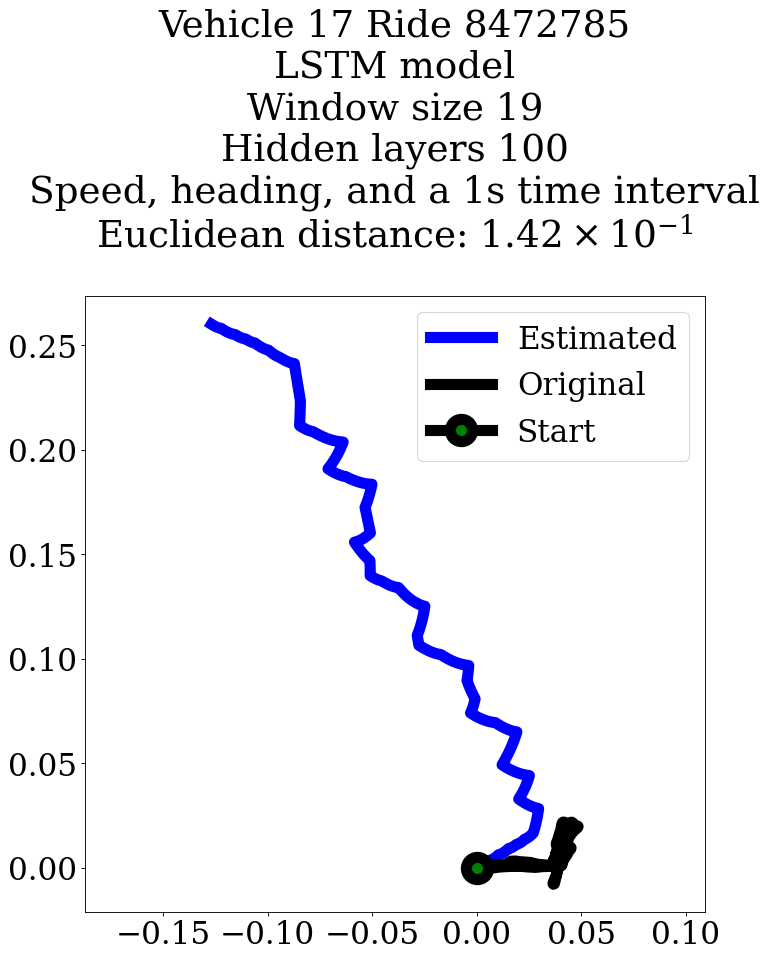 Vehicle 17 Ride 8472785
LSTM model
Window size 19
Hidden layers 100
Speed, heading, and a 1s time interval
Euclidean distance: 1.42 × 10⁻¹
Estimated
Original
Start
0.25
0.20
0.15
0.10
0.05
0.00
−0.15 −0.10 −0.05 0.00 0.05 0.10